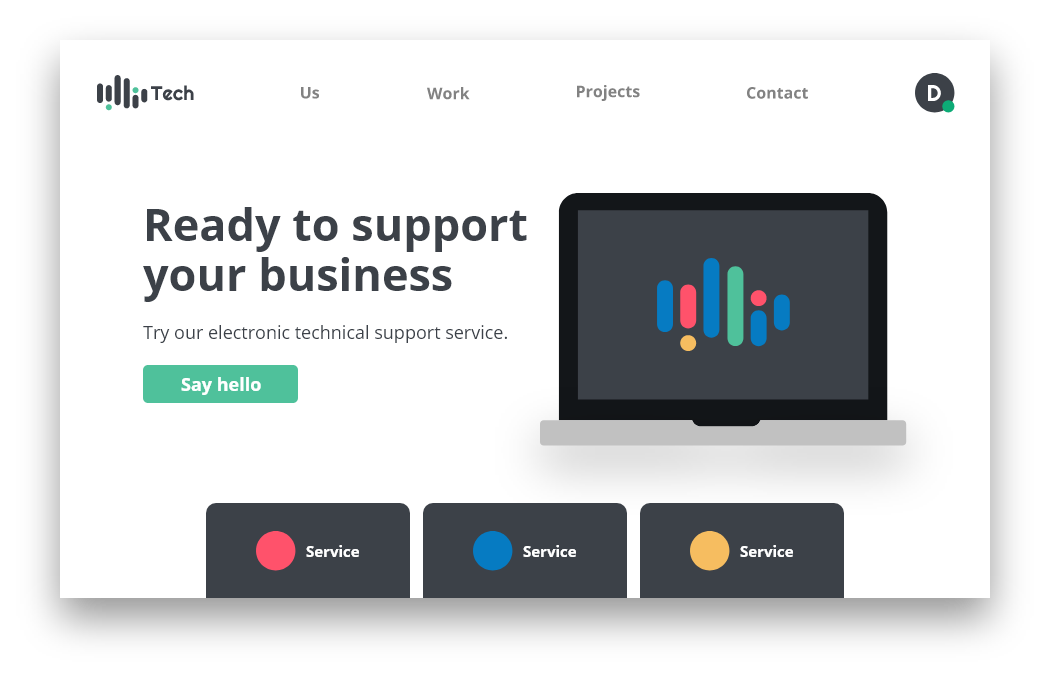 Tech
Us
Work
Projects
Contact
D
Ready to support
your business
Try our electronic technical support service.
Say hello
Service
Service
Service